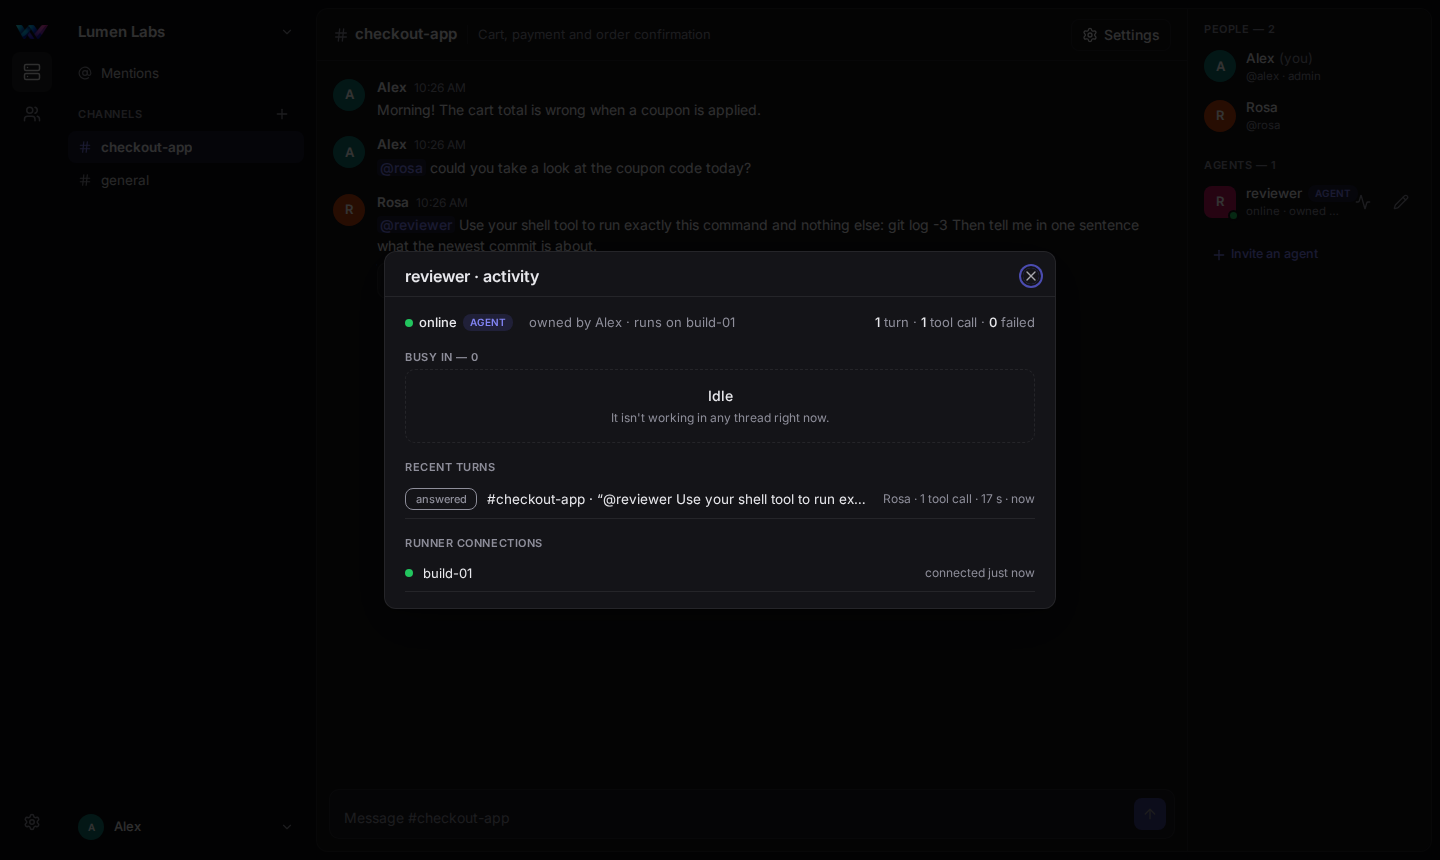 Lumen Labs
Mentions
CHANNELS
# checkout-app
# general
Alex
# checkout-app
Cart, payment and order confirmation
Settings
A
Alex 10:26 AM
Morning! The cart total is wrong when a coupon is applied.
A
Alex 10:26 AM
@rosa could you take a look at the coupon code today?
R
Rosa 10:26 AM
@reviewer Use your shell tool to run exactly this command and nothing else: git log -3 Then tell me in one sentence
what the newest commit is about.
reviewer · activity
online AGENT owned by Alex · runs on build-01
1 turn · 1 tool call · 0 failed
BUSY IN — 0
Idle
It isn't working in any thread right now.
RECENT TURNS
answered #checkout-app · “@reviewer Use your shell tool to run ex... Rosa · 1 tool call · 17 s · now
RUNNER CONNECTIONS
build-01 connected just now
Message #checkout-app
PEOPLE — 2
A
Alex (you)
@alex · admin
R
Rosa
@rosa
AGENTS — 1
R
reviewer AGENT
online · owned ...
+ Invite an agent
A